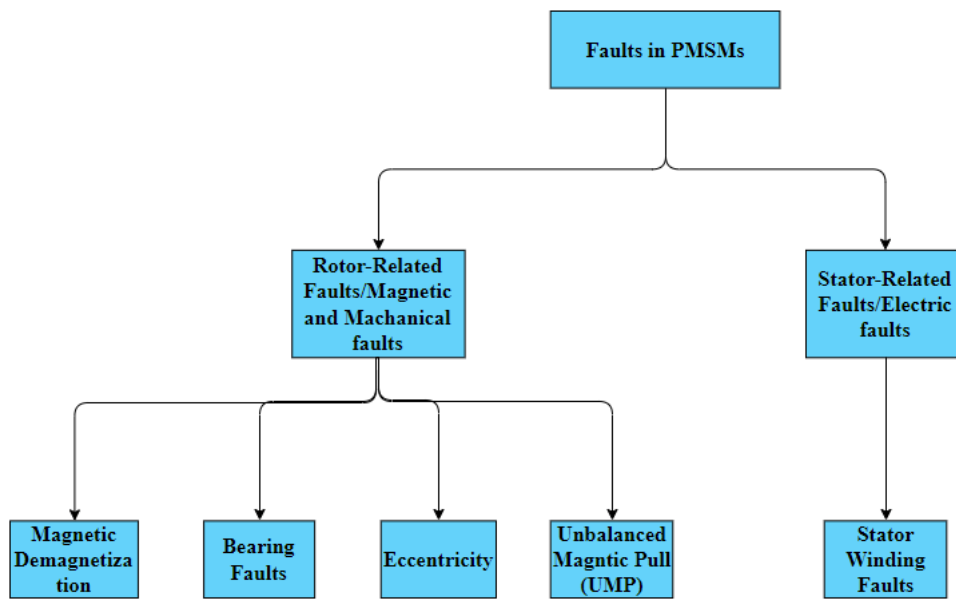 Faults in PMSMs
Rotor-Related
Faults/Magnetic
and Machanical
faults
Stator-Related
Faults/Electric
faults
Magnetic
Demagnetiza
tion
Bearing
Faults
Eccentricity
Unbalanced
Magntic Pull
(UMP)
Stator
Winding
Faults